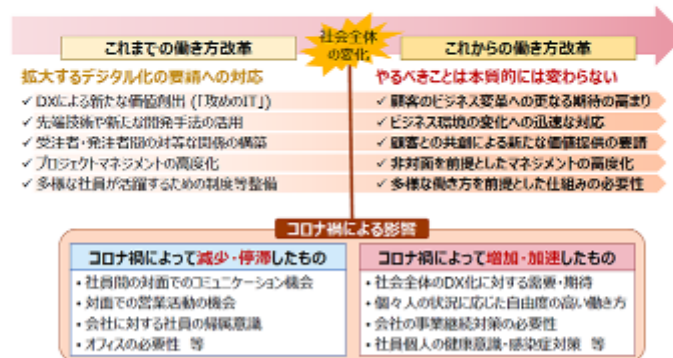 これまでの働き方改革
社会全体
の変化
これからの働き方改革
拡大するデジタル化の要請への対応
✓ DXによる新たな価値創出(「攻めのIT」)
✓ 先端技術や新たな開発手法の活用
✓ 受注者・発注者間の対等な関係の構築
✓ プロジェクトマネジメントの高度化
✓ 多様な社員が活躍するための制度等整備
やるべきことは本質的には変わらない
✓ 顧客のビジネス変革への更なる期待の高まり
✓ ビジネス環境の変化への迅速な対応
✓ 顧客との共創による新たな価値提供の要請
✓ 非対面を前提としたマネジメントの高度化
✓ 多様な働き方を前提とした仕組みの必要性
コロナ禍による影響
コロナ禍によって減少・停滞したもの
・社員間の対面でのコミュニケーション機会
・対面での営業活動の機会
・会社に対する社員の帰属意識
・オフィスの必要性 等
コロナ禍によって増加・加速したもの
・社会全体のDX化に対する需要・期待
・個々人の状況に応じた自由度の高い働き方
・会社の事業継続対策の必要性
・社員個人の健康意識・感染症対策 等